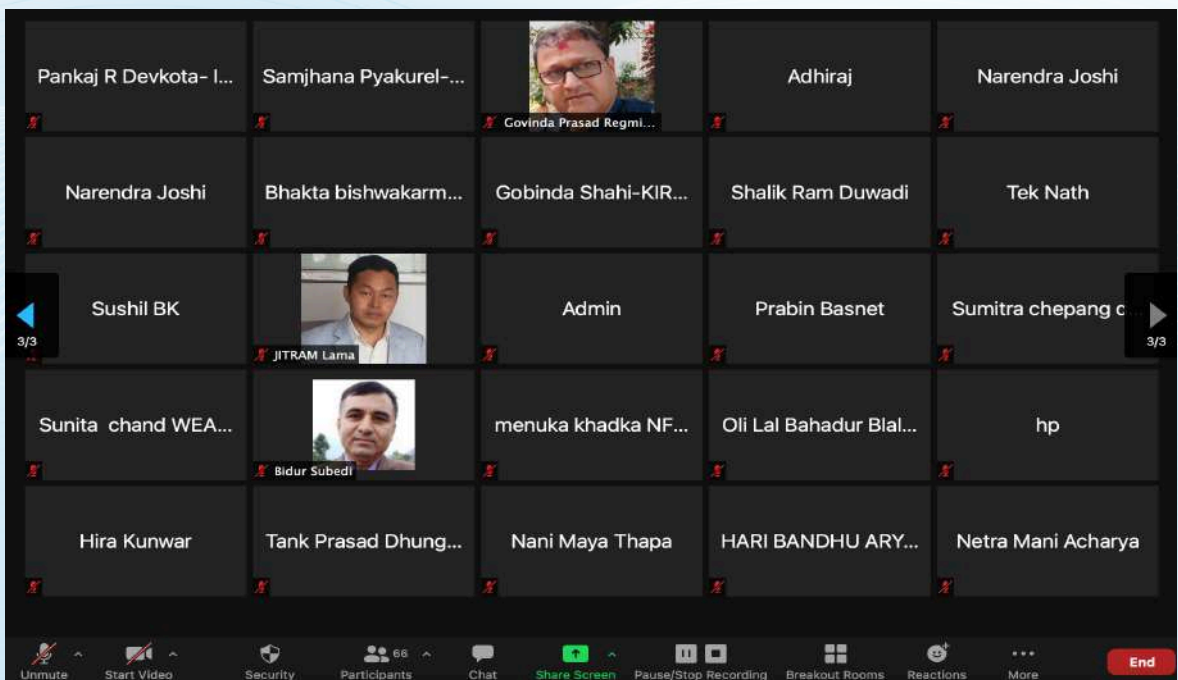 Pankaj R Devkota- I...
Samjhana Pyakurel-...
Govinda Prasad Regmi...
Adhiraj
Narendra Joshi
Narendra Joshi
Bhakta bishwakarm...
Gobinda Shahi-KIR...
Shalik Ram Duwadi
Tek Nath
3/3
Sushil BK
JITRAM Lama
Admin
Prabin Basnet
Sumitra chepang c...
3/3
Sunita chand WEA...
Bidur Subedi
menuka khadka NF...
Oli Lal Bahadur Blal...
hp
Hira Kunwar
Tank Prasad Dhung...
Nani Maya Thapa
HARI BANDHU ARY...
Netra Mani Acharya
Unmute
Start Video
Security
66
Participants
Chat
Share Screen
Pause/Stop Recording
Breakout Rooms
Reactions
More
End